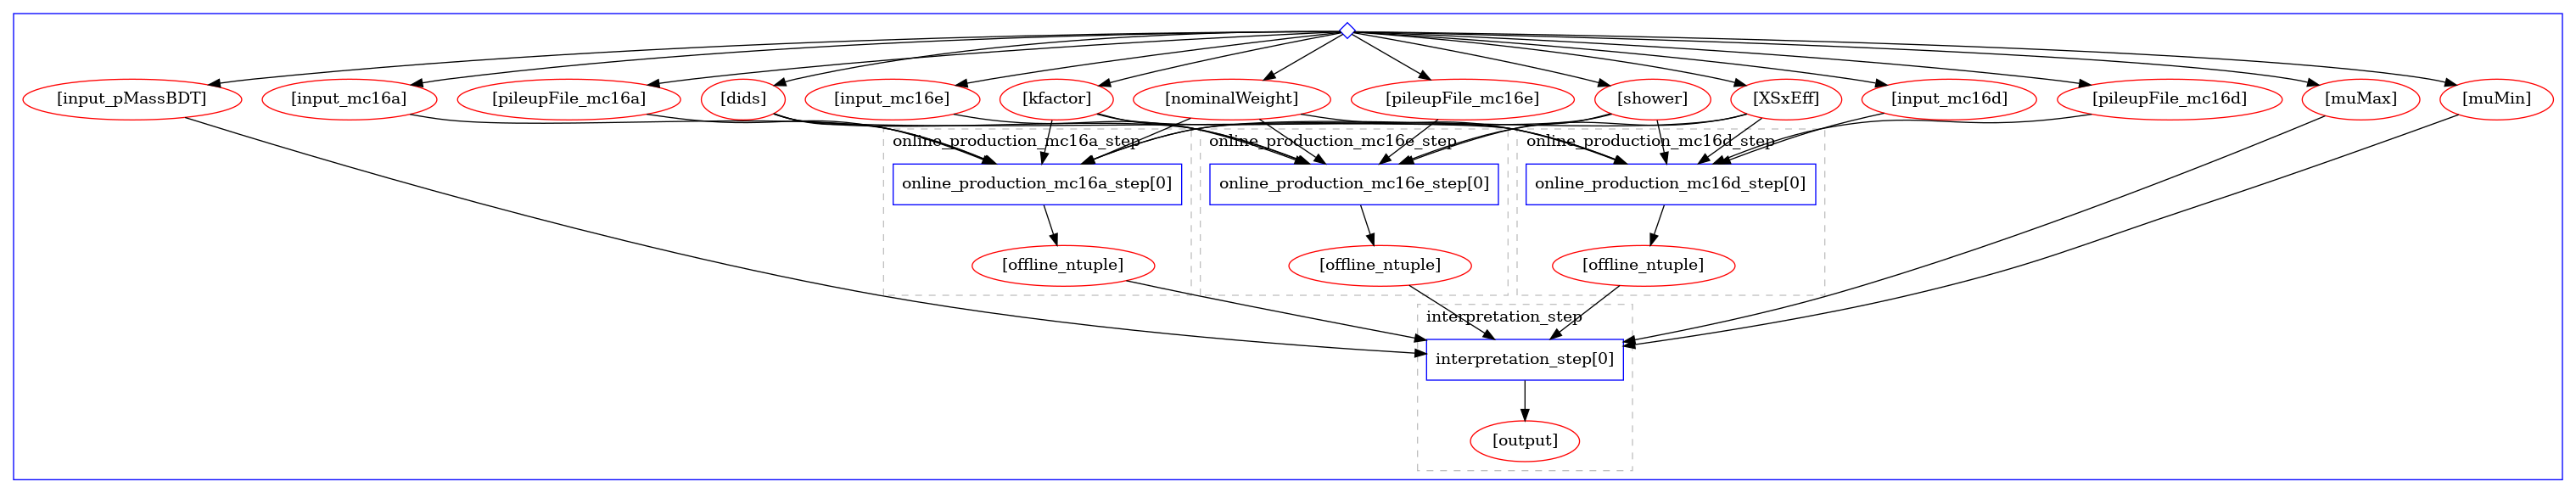 [input_pMassBDT]
[input_mc16a]
[pileupFile_mc16a]
[dids]
[input_mc16e]
[kfactor]
[nominalWeight]
[pileupFile_mc16e]
[shower]
[XSxEff]
[input_mc16d]
[pileupFile_mc16d]
[muMax]
[muMin]
online_production_mc16a_step
online_production_mc16e_step
online_production_mc16d_step
online_production_mc16a_step[0]
online_production_mc16e_step[0]
online_production_mc16d_step[0]
[offline_ntuple]
[offline_ntuple]
[offline_ntuple]
interpretation_step
interpretation_step[0]
[output]